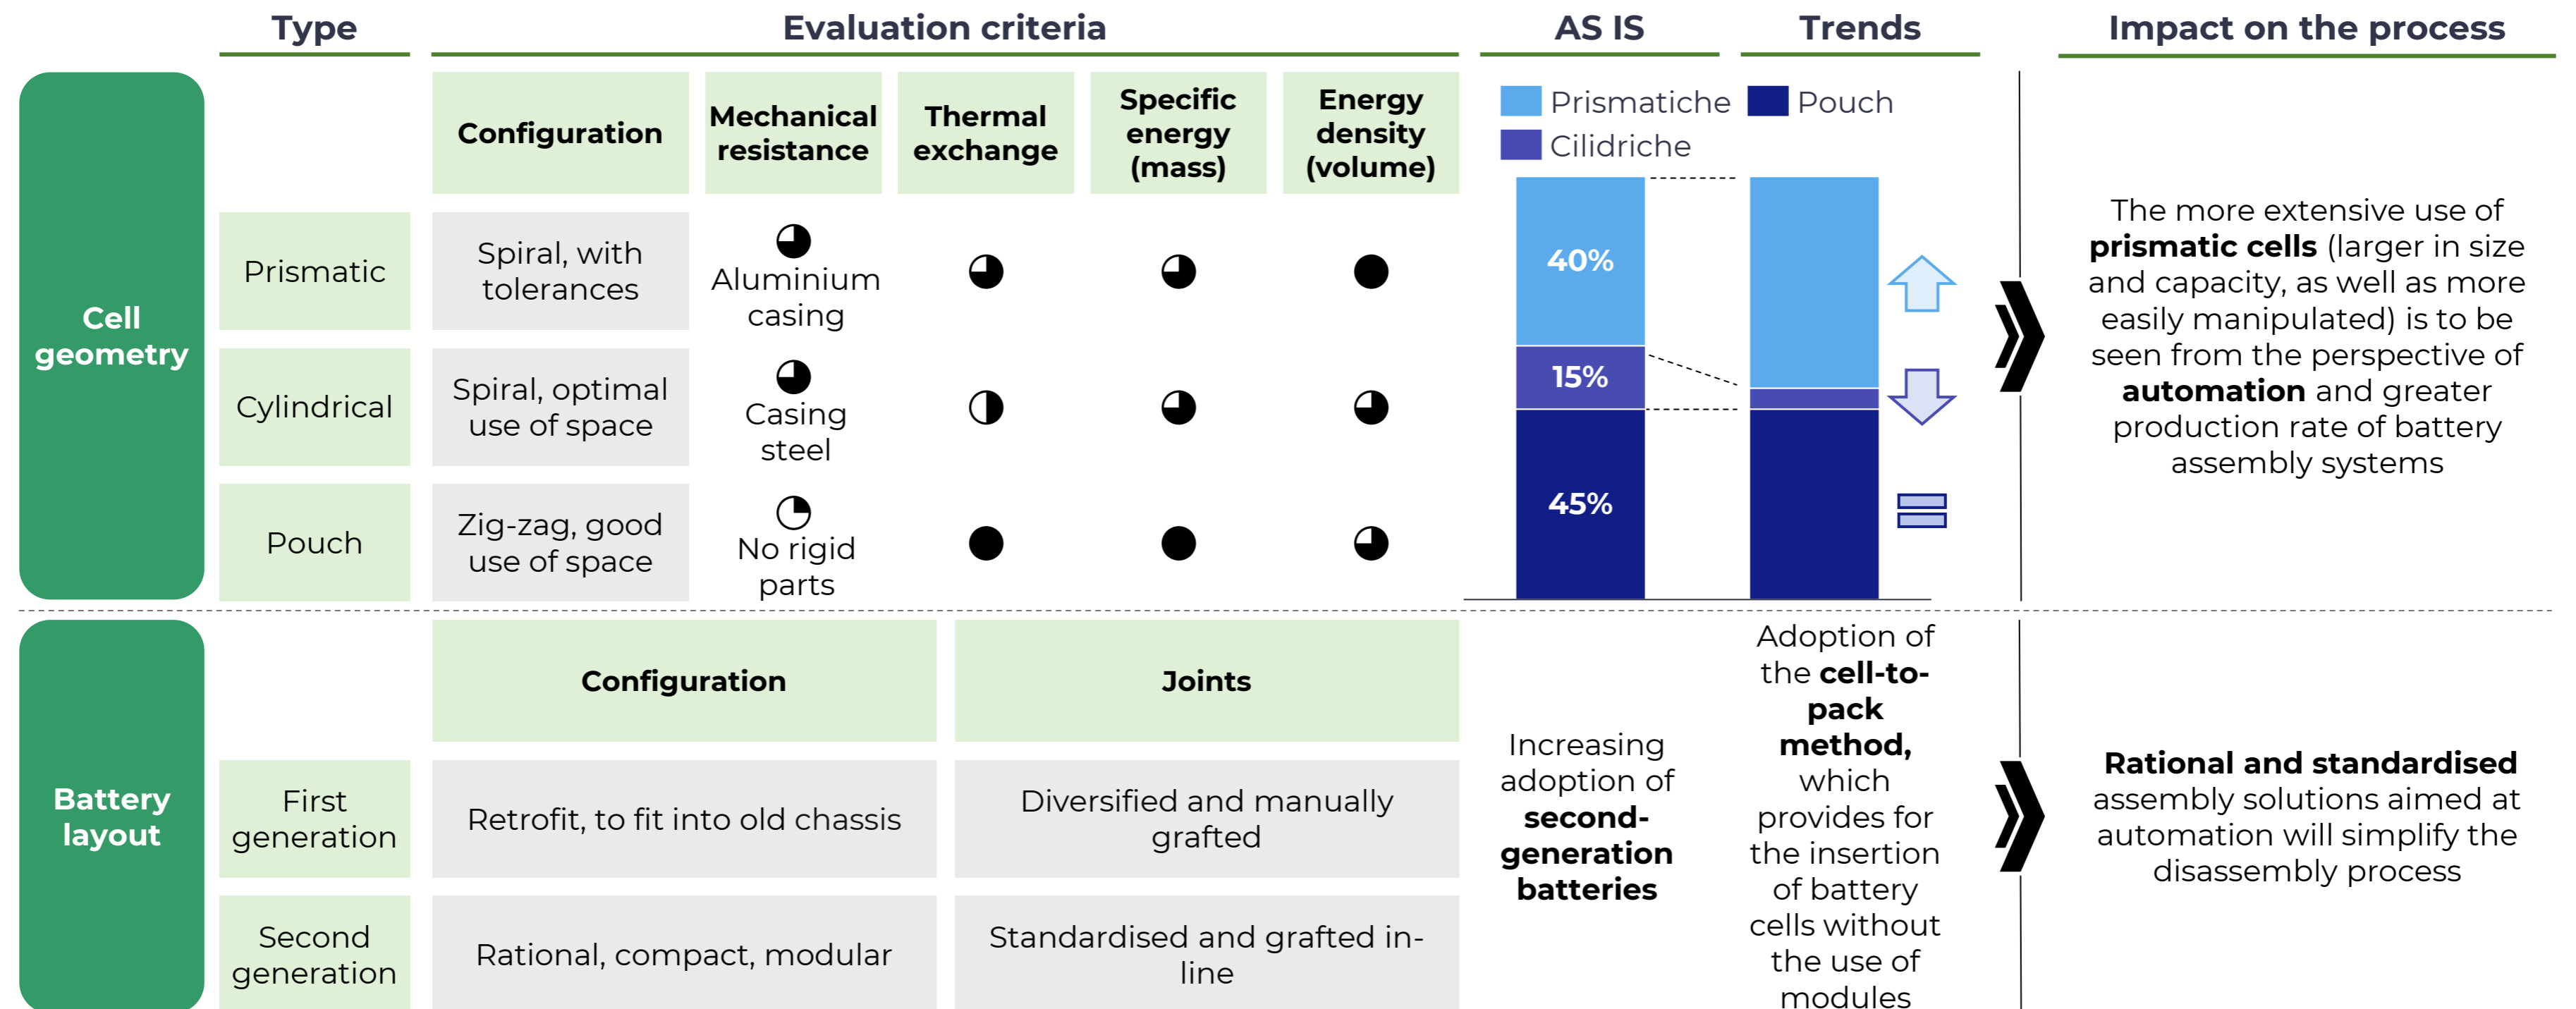 Type
Evaluation criteria
AS IS
Trends
Impact on the process
Cell
geometry
Configuration
Mechanical
resistance
Thermal
exchange
Specific
energy
(mass)
Energy
density
(volume)
Prismatic
Spiral, with
tolerances
Aluminium
casing
Cylindrical
Spiral, optimal
use of space
Casing
steel
Pouch
Zig-zag, good
use of space
No rigid
parts
Prismatiche
Pouch
Cilidriche
40%
15%
45%
The more extensive use of
prismatic cells (larger in size
and capacity, as well as more
easily manipulated) is to be
seen from the perspective of
automation and greater
production rate of battery
assembly systems
Battery
layout
Configuration
Joints
First
generation
Retrofit, to fit into old chassis
Diversified and manually
grafted
Second
generation
Rational, compact, modular
Standardised and grafted in-
line
Increasing
adoption of
second-
generation
batteries
Adoption of
the cell-to-
pack
method,
which
provides for
the insertion
of battery
cells without
the use of
modules
Rational and standardised
assembly solutions aimed at
automation will simplify the
disassembly process